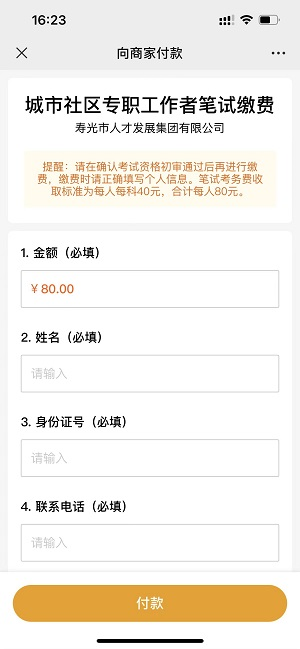 16:23
向商家付款
城市社区专职工作者笔试缴费
寿光市人才发展集团有限公司
提醒：请在确认考试资格初审通过后再进行缴
费，缴费时请正确填写个人信息。笔试考务费收
取标准为每人每科40元，合计每人80元。
1. 金额（必填）
￥80.00
2. 姓名（必填）
请输入
3. 身份证号（必填）
请输入
4. 联系电话（必填）
请输入
付款